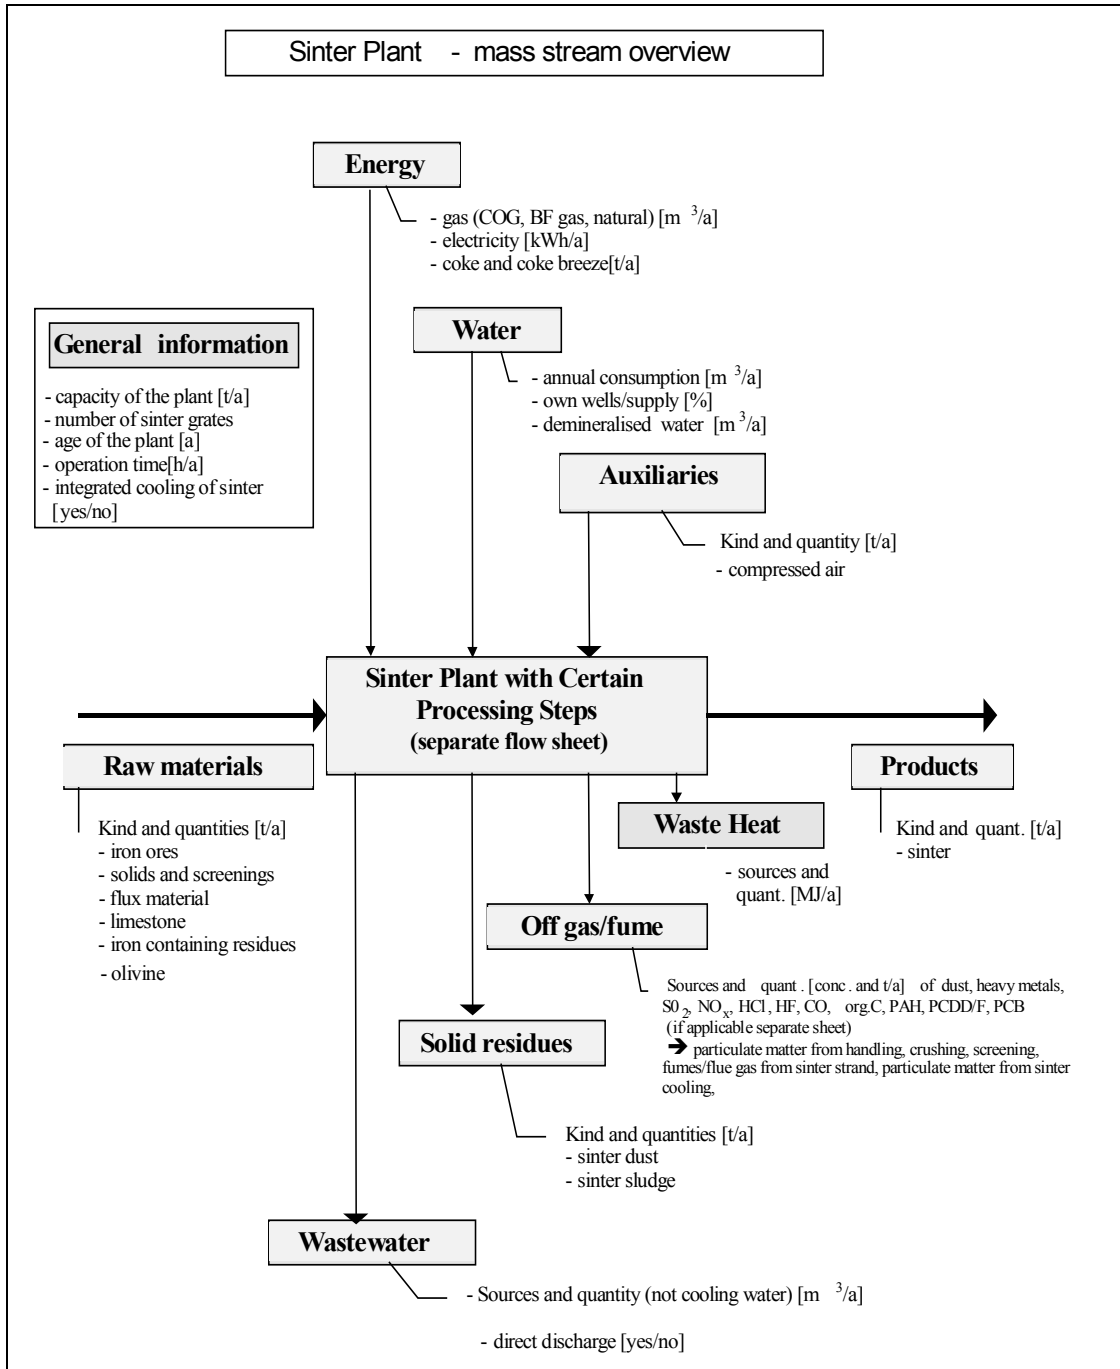 Sinter Plant - mass stream overview
Energy
- gas (COG, BF gas, natural) [m 3/a]
- electricity [kWh/a]
- coke and coke breeze[t/a]
General information
- capacity of the plant [t/a]
- number of sinter grates
- age of the plant [a]
- operation time[h/a]
- integrated cooling of sinter
[yes/no]
Water
- annual consumption [m 3/a]
- own wells/supply [%]
- demineralised water [m 3/a]
Auxiliaries
Kind and quantity [t/a]
- compressed air
Sinter Plant with Certain
Processing Steps
(separate flow sheet)
Raw materials
Kind and quantities [t/a]
- iron ores
- solids and screenings
- flux material
- limestone
- iron containing residues
- olivine
Products
Kind and quant. [t/a]
- sinter
Waste Heat
- sources and
quant. [MJ/a]
Off gas/fume
Sources and quant . [conc . and t/a] of dust, heavy metals,
S0 2, NOx, HCl, HF, CO, org.C, PAH, PCDD/F, PCB
(if applicable separate sheet)
➔ particulate matter from handling, crushing, screening,
fumes/flue gas from sinter strand, particulate matter from sinter
cooling,
Solid residues
Kind and quantities [t/a]
- sinter dust
- sinter sludge
Wastewater
- Sources and quantity (not cooling water) [m 3/a]
- direct discharge [yes/no]